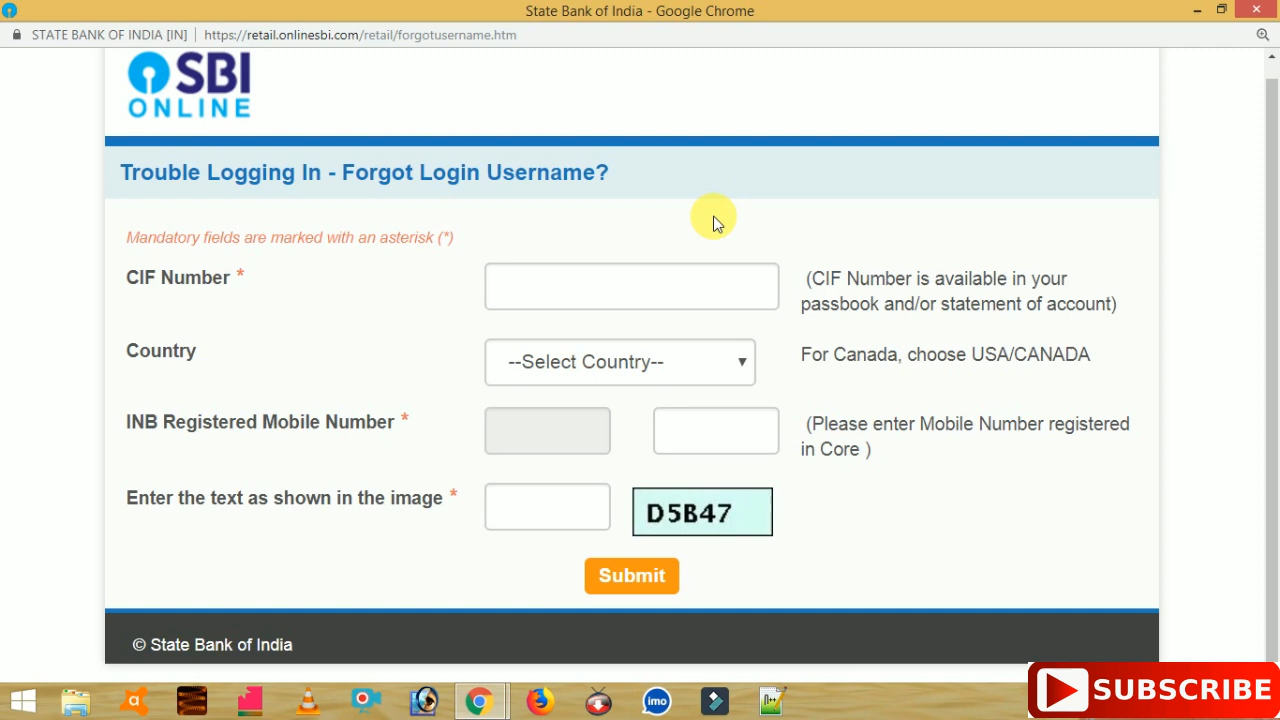 State Bank of India - Google Chrome
STATE BANK OF INDIA [IN] https://retail.onlinesbi.com/retail/forgotusername.htm
SBI
ONLINE
Trouble Logging In - Forgot Login Username?
Mandatory fields are marked with an asterisk (*)
CIF Number *
(CIF Number is available in your
passbook and/or statement of account)
Country
--Select Country--
For Canada, choose USA/CANADA
INB Registered Mobile Number *
(Please enter Mobile Number registered
in Core )
Enter the text as shown in the image *
D5B47
Submit
© State Bank of India
imo
SUBSCRIBE